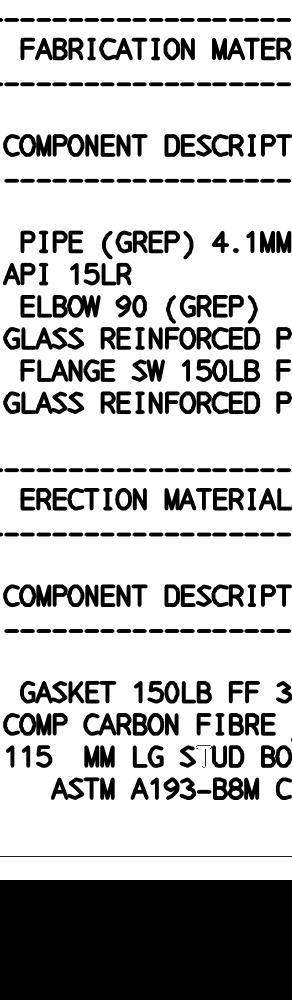 FABRICATION MATER
COMPONENT DESCRIPT
PIPE (GREP) 4.1MM
API 15LR
ELBOW 90 (GREP)
GLASS REINFORCED P
FLANGE SW 150LB F
GLASS REINFORCED P
ERECTION MATERIAL
COMPONENT DESCRIPT
GASKET 150LB FF 3
COMP CARBON FIBRE
115 MM LG STUD BO
ASTM A193-B8M C